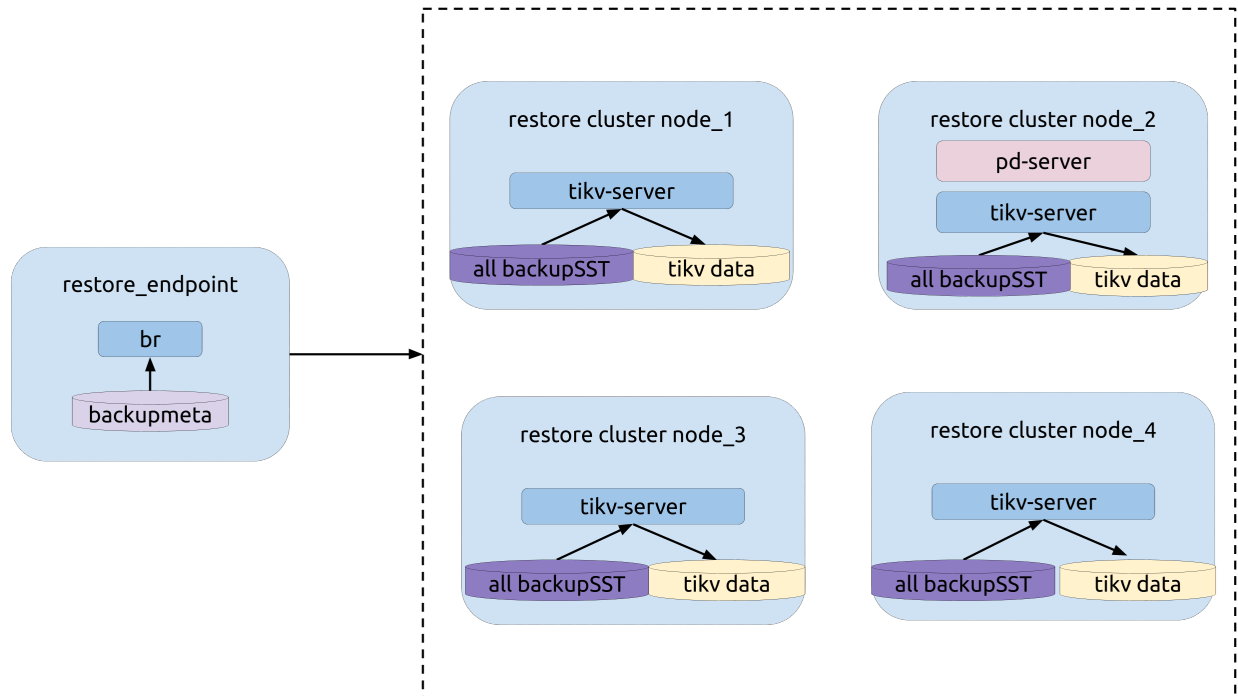 restore_endpoint
br
backupmeta
restore cluster node_1
tikv-server
all backupSST
tikv data
restore cluster node_2
pd-server
tikv-server
all backupSST
tikv data
restore cluster node_3
tikv-server
all backupSST
tikv data
restore cluster node_4
tikv-server
all backupSST
tikv data